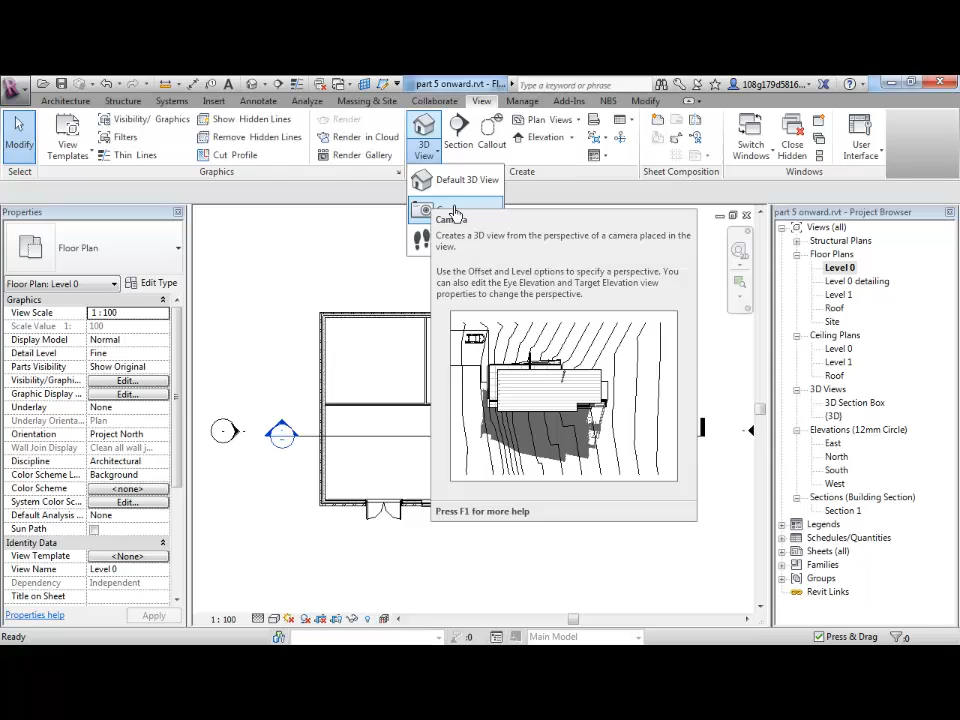 part 5 onward.rvt - Fl...
Type a keyword or phrase
108g179d5816...
Architecture Structure Systems Insert Annotate Analyze Massing & Site Collaborate View Manage Add-Ins NBS Modify
Modify
View
Templates
Visibility/ Graphics
Filters
Thin Lines
Show Hidden Lines
Remove Hidden Lines
Cut Profile
Render
Render in Cloud
Render Gallery
3D
View
Section
Callout
Plan Views
Elevation
Switch
Windows
Close
Hidden
User
Interface
Select
Graphics
Create
Sheet Composition
Windows
Default 3D View
Camera
Creates a 3D view from the perspective of a camera placed in the
view.
Use the Offset and Level options to specify a perspective. You
can also edit the Eye Elevation and Target Elevation view
properties to change the perspective.
Press F1 for more help
Properties
Floor Plan
Floor Plan: Level 0
Edit Type
Graphics
View Scale 1 : 100
Scale Value 1: 100
Display Model Normal
Detail Level Fine
Parts Visibility Show Original
Visibility/Graphi... Edit...
Graphic Display ... Edit...
Underlay None
Underlay Orienta... Plan
Orientation Project North
Wall Join Display Clean all wall j...
Discipline Architectural
Color Scheme L... Background
Color Scheme <none>
System Color Sc... Edit...
Default Analysis ... None
Sun Path
Identity Data
View Template <None>
View Name Level 0
Dependency Independent
Title on Sheet
Properties help
Apply
1 : 100
Ready
:0
Main Model
Press & Drag
:0
part 5 onward.rvt - Project Browser
Views (all)
Structural Plans
Floor Plans
Level 0
Level 0 detailing
Level 1
Roof
Site
Ceiling Plans
Level 0
Level 1
Roof
3D Views
3D Section Box
{3D}
Elevations (12mm Circle)
East
North
South
West
Sections (Building Section)
Section 1
Legends
Schedules/Quantities
Sheets (all)
Families
Groups
Revit Links